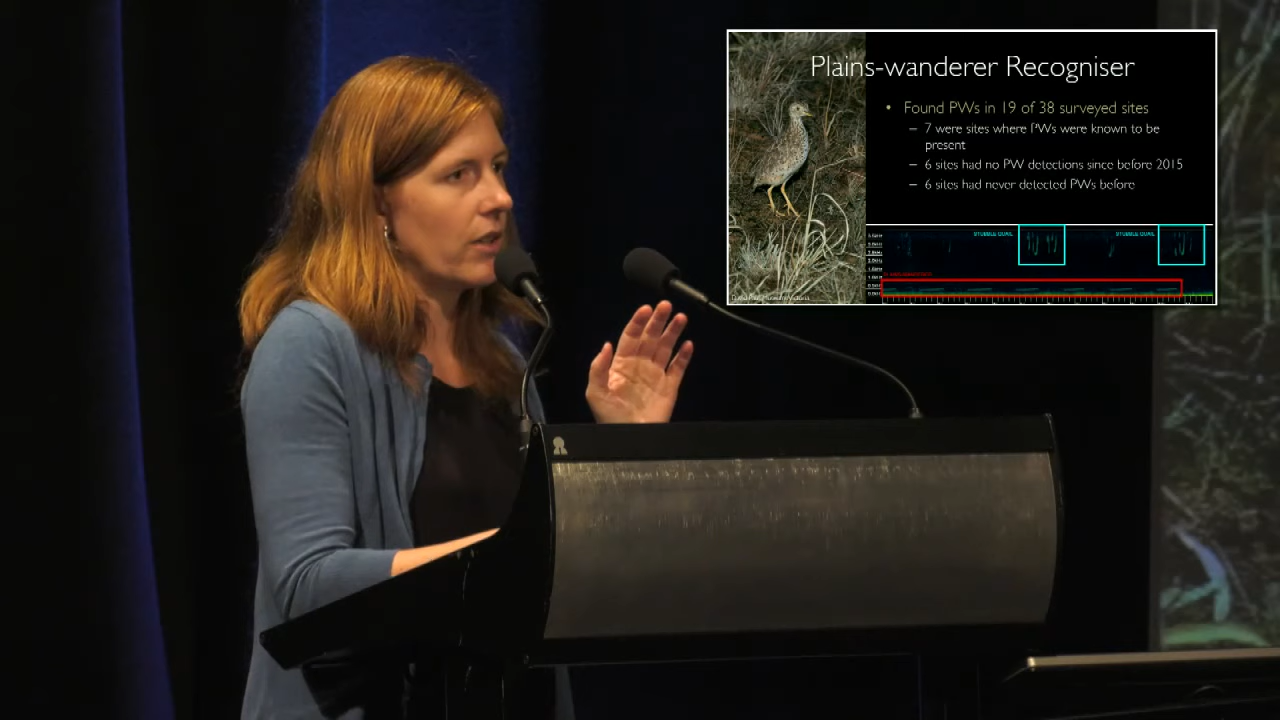 Plains-wanderer Recogniser
• Found PWs in 19 of 38 surveyed sites
– 7 were sites where PWs were known to be
present
– 6 sites had no PW detections since before 2015
– 6 sites had never detected PWs before
STUBBLE QUAIL
STUBBLE QUAIL